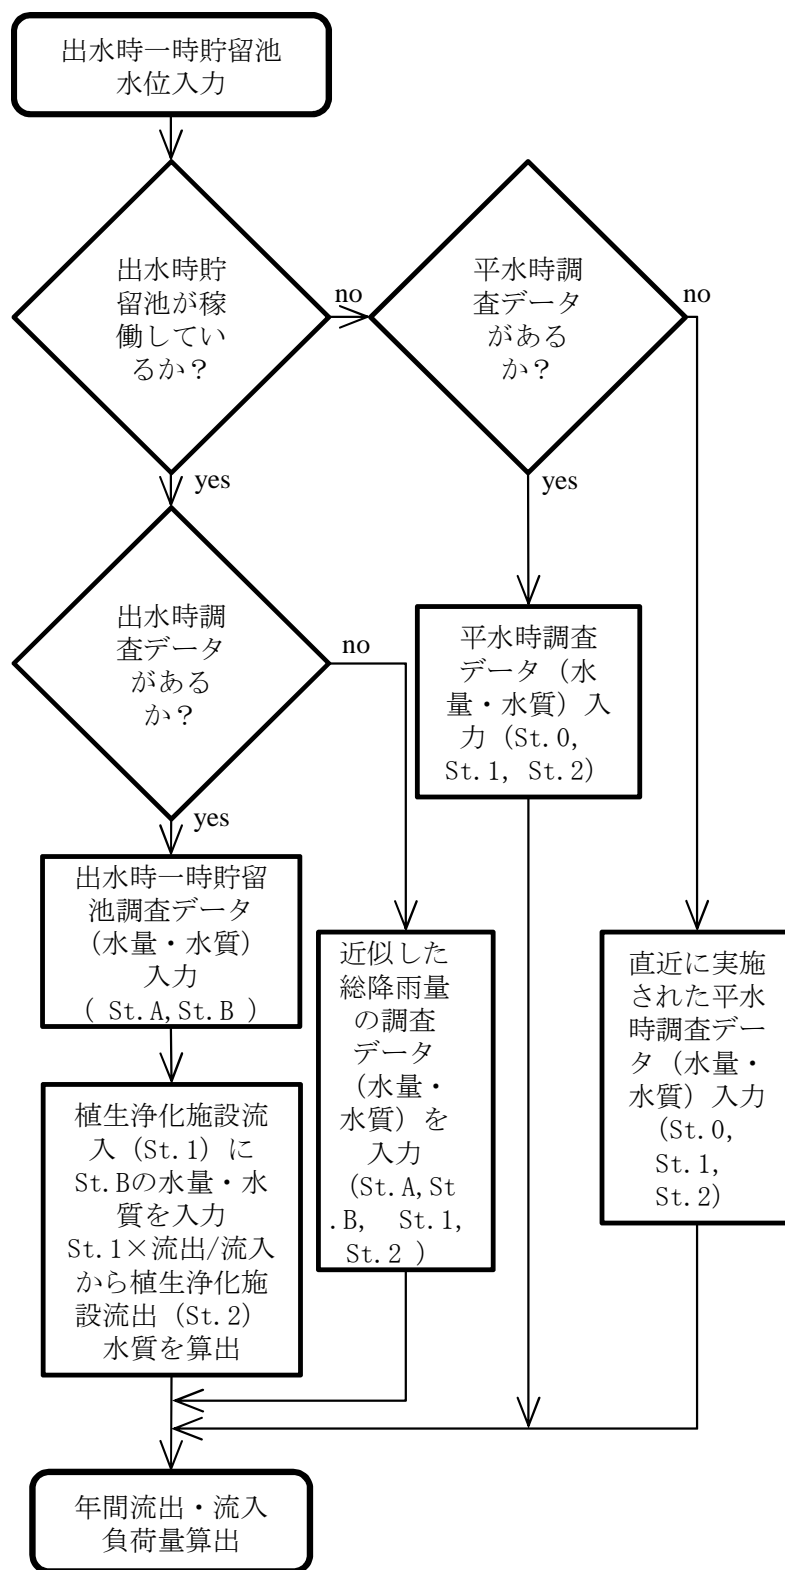 出水時一時貯留池
水位入力
出水時貯
留池が稼
働してい
るか？
no
平水時調
査データ
がある
か？
no
yes
yes
出水時調
査データ
がある
か？
no
平水時調査
データ（水
量・水質）入
力（St.0,
St.1, St.2）
yes
出水時一時貯留
池調査データ
（水量・水質）
入力
（ St.A,St.B ）
近似した
総降雨量
の調査
データ
（水量・
水質）を
入力
（St.A,St
.B, St.1,
St.2 ）
直近に実施
された平水
時調査デー
タ（水量・
水質）入力
（St.0,
St.1,
St.2）
植生浄化施設流
入（St.1）に
St.Bの水量・水
質を入力
St.1×流出/流入
から植生浄化施
設流出（St.2）
水質を算出
年間流出・流入
負荷量算出